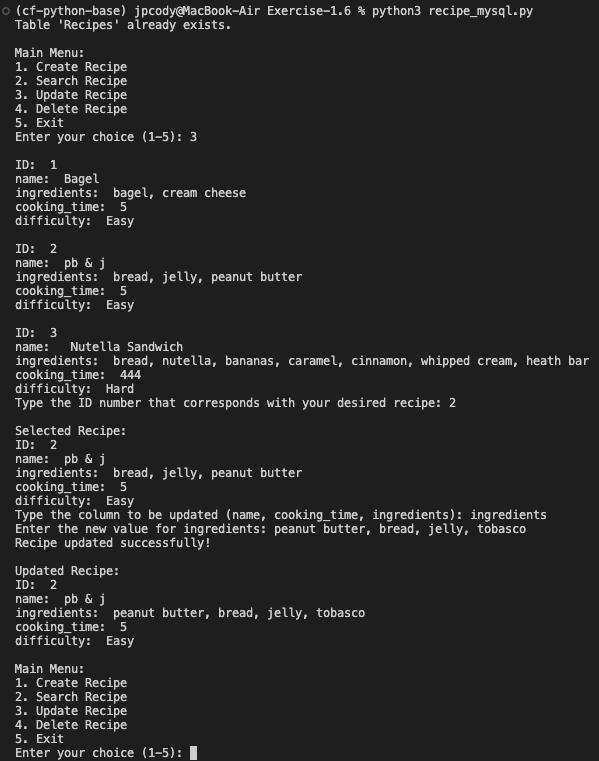 (cf-python-base) jpcody@MacBook-Air Exercise-1.6 % python3 recipe_mysql.py
Table 'Recipes' already exists.
Main Menu:
1. Create Recipe
2. Search Recipe
3. Update Recipe
4. Delete Recipe
5. Exit
Enter your choice (1-5): 3
ID:  1
name:  Bagel
ingredients:  bagel, cream cheese
cooking_time:  5
difficulty:  Easy
ID:  2
name:  pb & j
ingredients:  bread, jelly, peanut butter
cooking_time:  5
difficulty:  Easy
ID:  3
name:   Nutella Sandwich
ingredients:  bread, nutella, bananas, caramel, cinnamon, whipped cream, heath bar
cooking_time:  444
difficulty:  Hard
Type the ID number that corresponds with your desired recipe: 2
Selected Recipe:
ID:  2
name:  pb & j
ingredients:  bread, jelly, peanut butter
cooking_time:  5
difficulty:  Easy
Type the column to be updated (name, cooking_time, ingredients): ingredients
Enter the new value for ingredients: peanut butter, bread, jelly, tobasco
Recipe updated successfully!
Updated Recipe:
ID:  2
name:  pb & j
ingredients:  peanut butter, bread, jelly, tobasco
cooking_time:  5
difficulty:  Easy
Main Menu:
1. Create Recipe
2. Search Recipe
3. Update Recipe
4. Delete Recipe
5. Exit
Enter your choice (1-5):